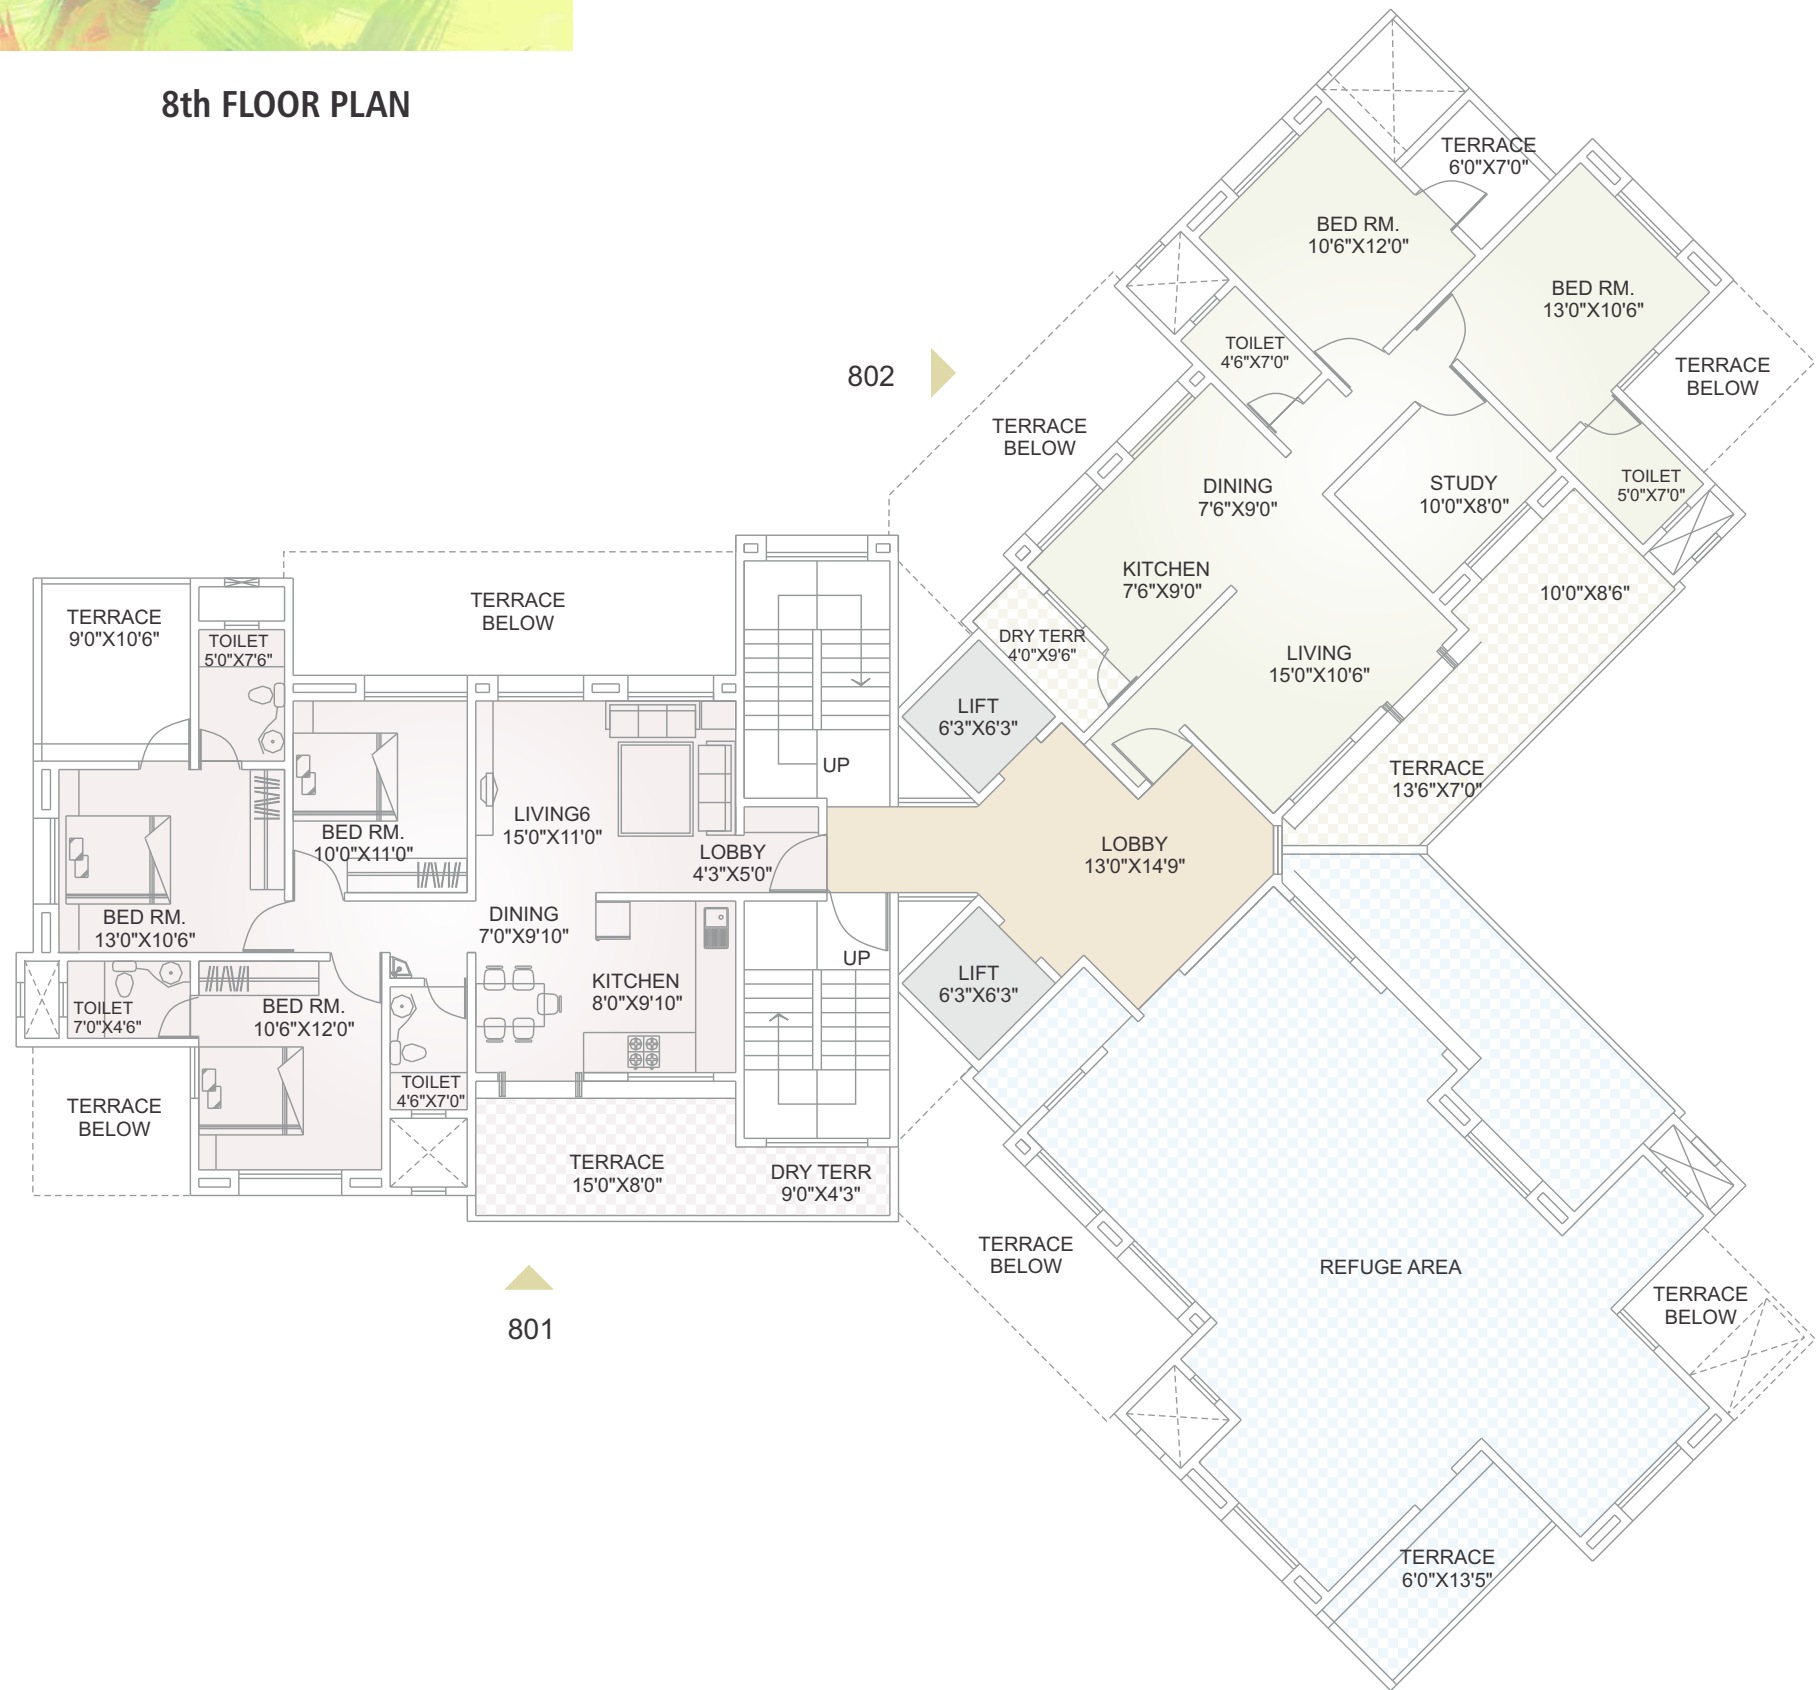 8th FLOOR PLAN
TERRACE
6'0"X7'0"
BED RM.
10'6"X12'0"
BED RM.
13'0"X10'6"
TOILET
4'6"X7'0"
TERRACE
BELOW
802
TERRACE
BELOW
DINING
7'6"X9'0"
STUDY
10'0"X8'0"
TOILET
5'0"X7'0"
KITCHEN
7'6"X9'0"
10'0"X8'6"
DRY TERR
4'0"X9'6"
LIVING
15'0"X10'6"
LIFT
6'3"X6'3"
TERRACE
13'6"X7'0"
LOBBY
13'0"X14'9"
TERRACE
9'0"X10'6"
TOILET
5'0"X7'6"
TERRACE
BELOW
UP
LIVING6
15'0"X11'0"
BED RM.
10'0"X11'0"
LOBBY
4'3"X5'0"
BED RM.
13'0"X10'6"
DINING
7'0"X9'10"
UP
KITCHEN
8'0"X9'10"
LIFT
6'3"X6'3"
TOILET
7'0"X4'6"
BED RM.
10'6"X12'0"
TOILET
4'6"X7'0"
TERRACE
BELOW
TERRACE
15'0"X8'0"
DRY TERR
9'0"X4'3"
801
TERRACE
BELOW
REFUGE AREA
TERRACE
BELOW
TERRACE
6'0"X13'5"